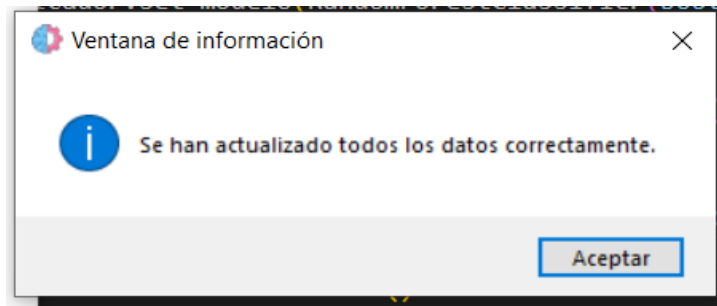 Ventana de información
Se han actualizado todos los datos correctamente.
Aceptar